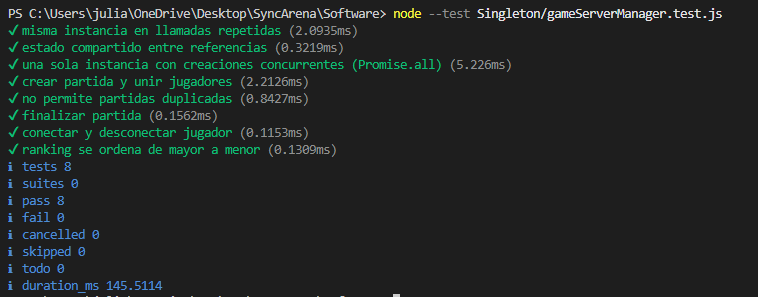 PS C:\Users\julia\OneDrive\Desktop\SyncArena\Software> node --test Singleton/gameServerManager.test.js
✔ misma instancia en llamadas repetidas (2.0935ms)
✔ estado compartido entre referencias (0.3219ms)
✔ una sola instancia con creaciones concurrentes (Promise.all) (5.226ms)
✔ crear partida y unir jugadores (2.2126ms)
✔ no permite partidas duplicadas (0.8427ms)
✔ finalizar partida (0.1562ms)
✔ conectar y desconectar jugador (0.1153ms)
✔ ranking se ordena de mayor a menor (0.1309ms)
ℹ tests 8
ℹ suites 0
ℹ pass 8
ℹ fail 0
ℹ cancelled 0
ℹ skipped 0
ℹ todo 0
ℹ duration_ms 145.5114